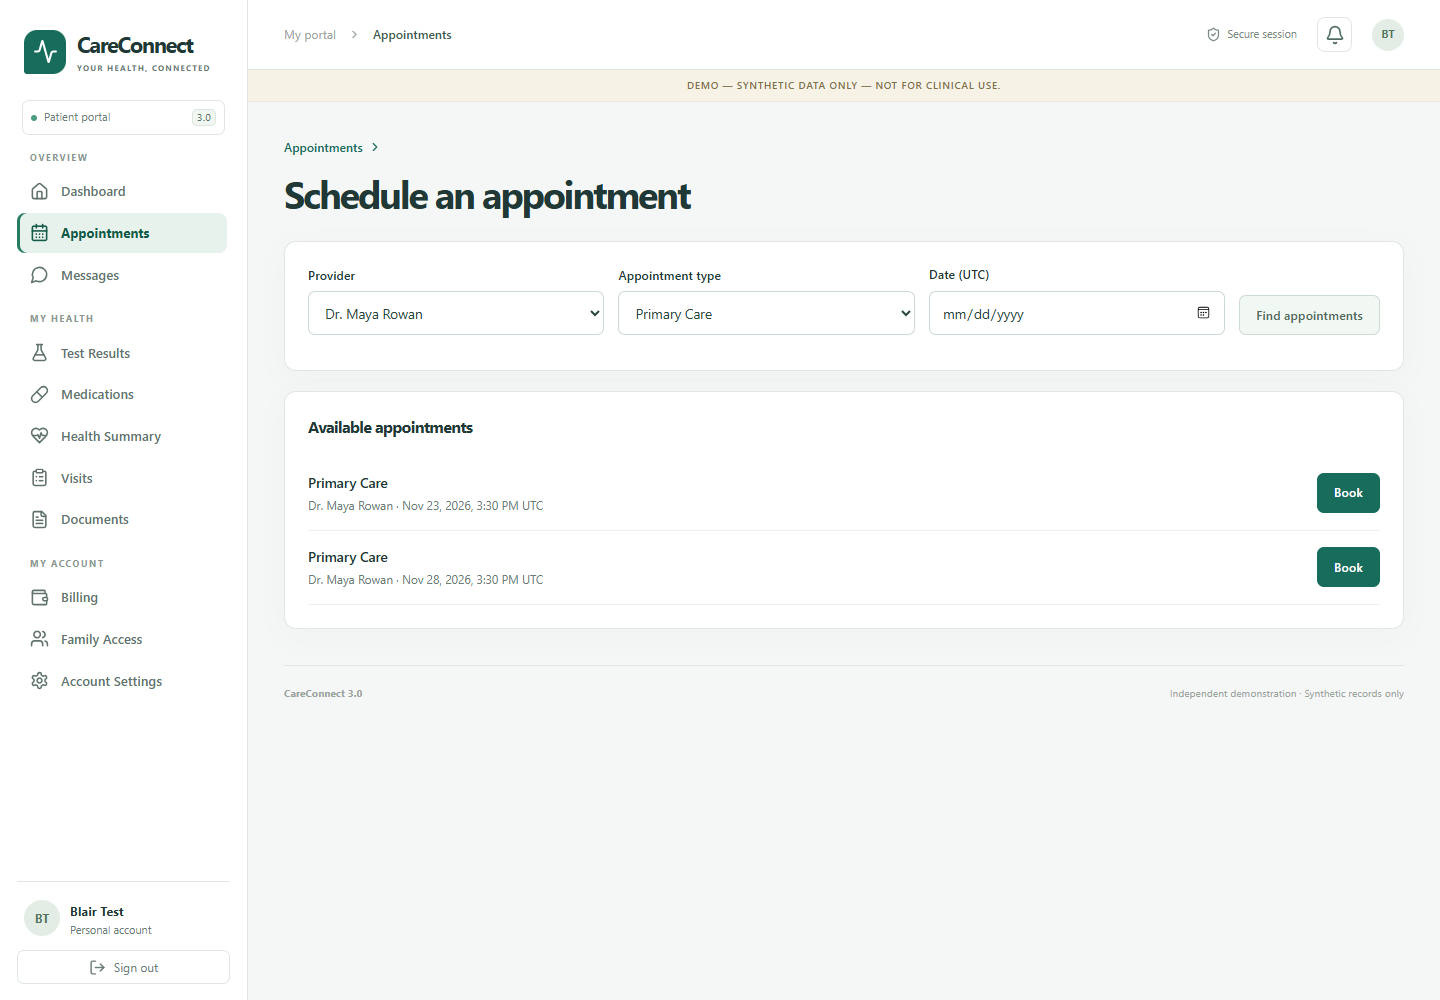 CareConnect
YOUR HEALTH, CONNECTED
Patient portal 3.0
OVERVIEW
Dashboard
Appointments
Messages
MY HEALTH
Test Results
Medications
Health Summary
Visits
Documents
MY ACCOUNT
Billing
Family Access
Account Settings
BT
Blair Test
Personal account
Sign out
My portal > Appointments
Secure session
BT
DEMO — SYNTHETIC DATA ONLY — NOT FOR CLINICAL USE.
Appointments >
Schedule an appointment
Provider
Dr. Maya Rowan
Appointment type
Primary Care
Date (UTC)
mm/dd/yyyy
Find appointments
Available appointments
Primary Care
Dr. Maya Rowan · Nov 23, 2026, 3:30 PM UTC
Book
Primary Care
Dr. Maya Rowan · Nov 28, 2026, 3:30 PM UTC
Book
CareConnect 3.0
Independent demonstration · Synthetic records only